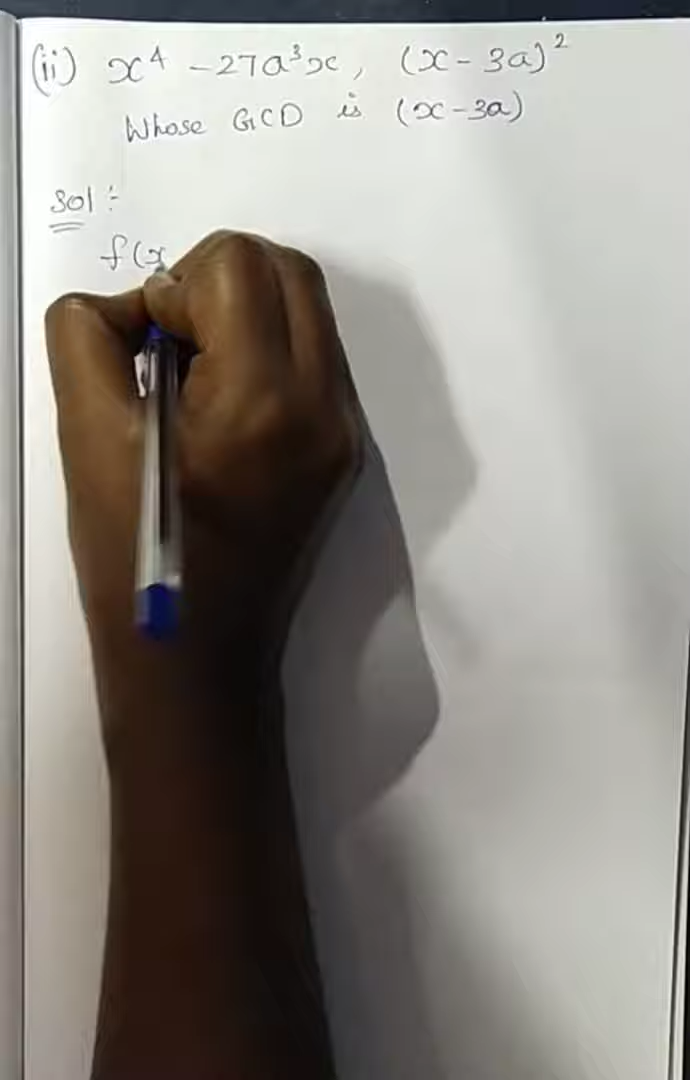 (ii) x⁴ - 27a³x, (x - 3a)²
Whose GCD is (x - 3a)
Sol :-
f(x